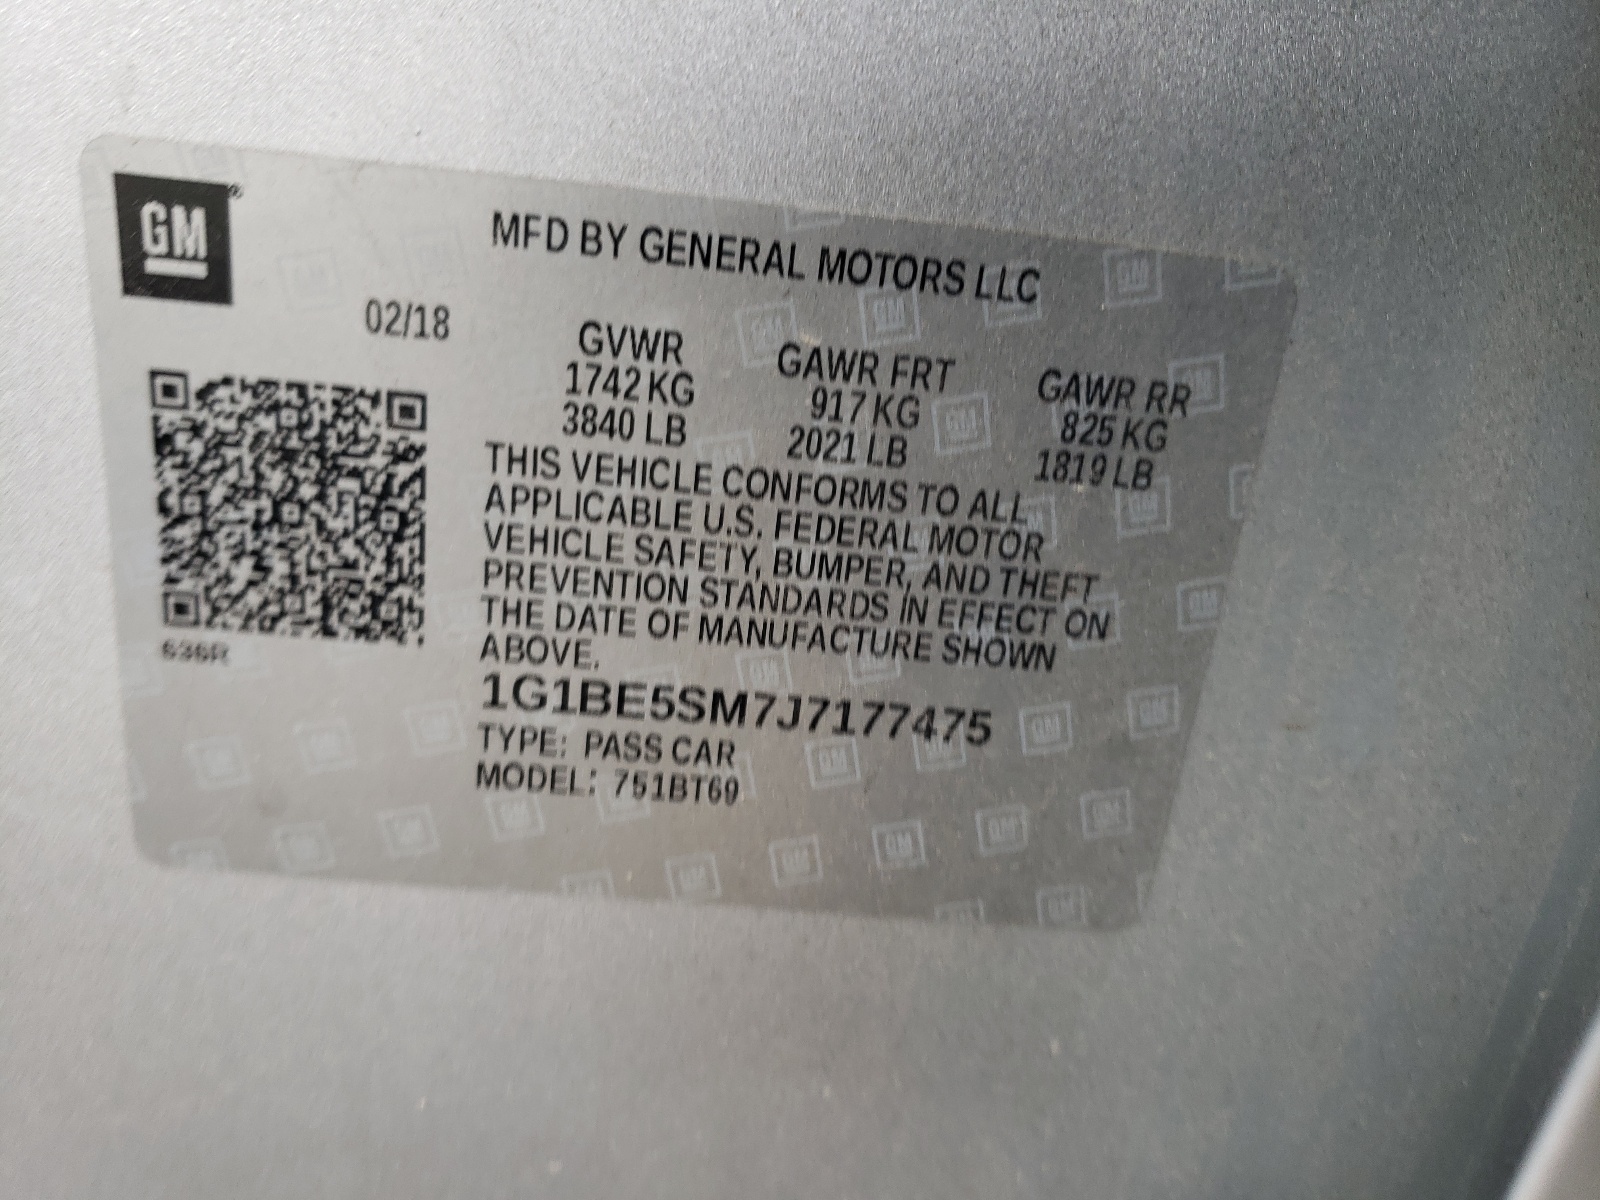 GM®
MFD BY GENERAL MOTORS LLC
02/18
GVWR
1742 KG
3840 LB
GAWR FRT
917 KG
2021 LB
GAWR RR
825 KG
1819 LB
THIS VEHICLE CONFORMS TO ALL
APPLICABLE U.S. FEDERAL MOTOR
VEHICLE SAFETY, BUMPER, AND THEFT
PREVENTION STANDARDS IN EFFECT ON
THE DATE OF MANUFACTURE SHOWN
ABOVE.
1G1BE5SM7J7177475
TYPE: PASS CAR
MODEL: 751BT69